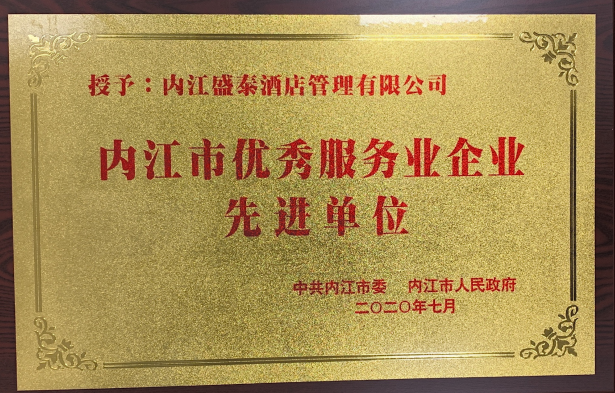 授予：内江盛泰酒店管理有限公司
内江市优秀服务业企业
先进单位
中共内江市委　内江市人民政府
二〇二〇年七月